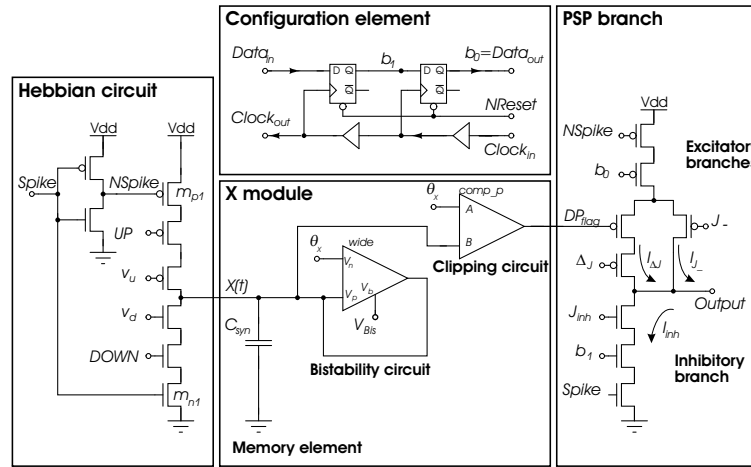 Configuration element
Data_in
D Q
Q̅
b_1
D Q
Q̅
b_0=Data_out
NReset
Clock_out
Clock_in
Hebbian circuit
Vdd
Vdd
Spike
NSpike
m_p1
UP
v_u
v_d
DOWN
m_n1
X module
θ_x
comp_p
A
B
Clipping circuit
wide
θ_x
V_n
V_p
V_b
V_Bis
X(t)
C_syn
Bistability circuit
Memory element
PSP branch
Vdd
NSpike
Excitator
branches
b_0
DP_flag
J_-
I_ΔJ
I_J_-
Δ_J
Output
J_inh
I_inh
b_1
Inhibitory
branch
Spike